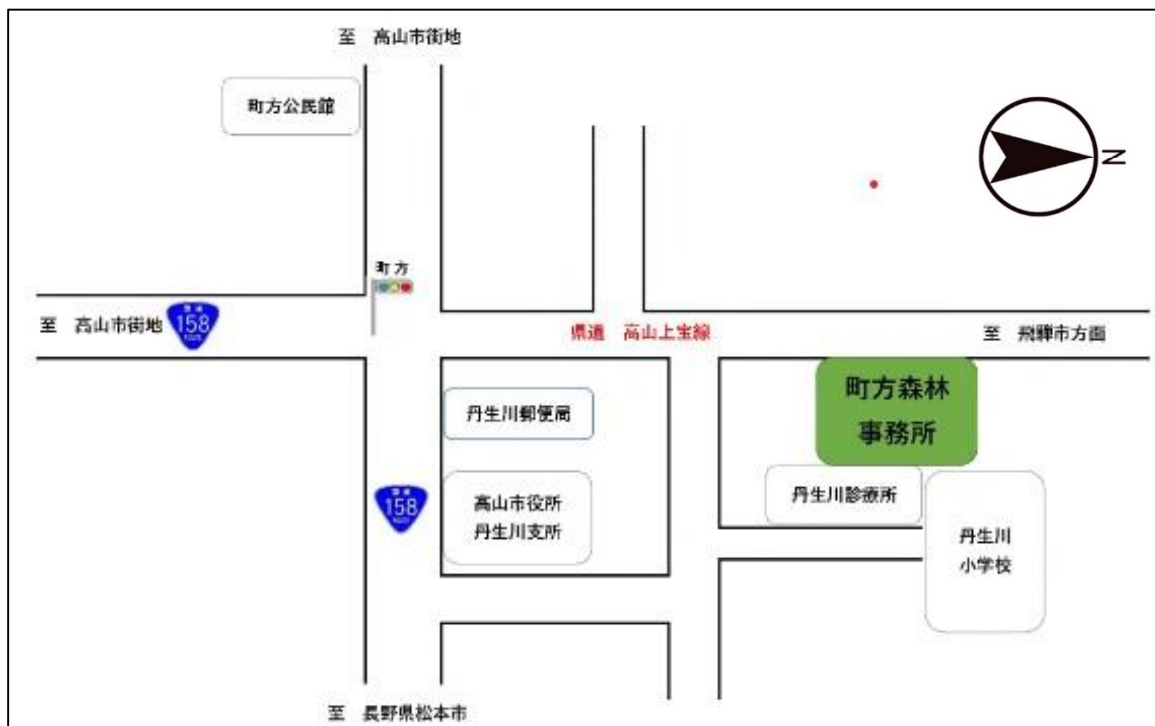 至 高山市街地
町方公民館
N
町方
至 高山市街地
158
県道 高山上宝線
至 飛騨市方面
町方森林
事務所
丹生川郵便局
丹生川診療所
158
高山市役所
丹生川支所
丹生川
小学校
至 長野県松本市